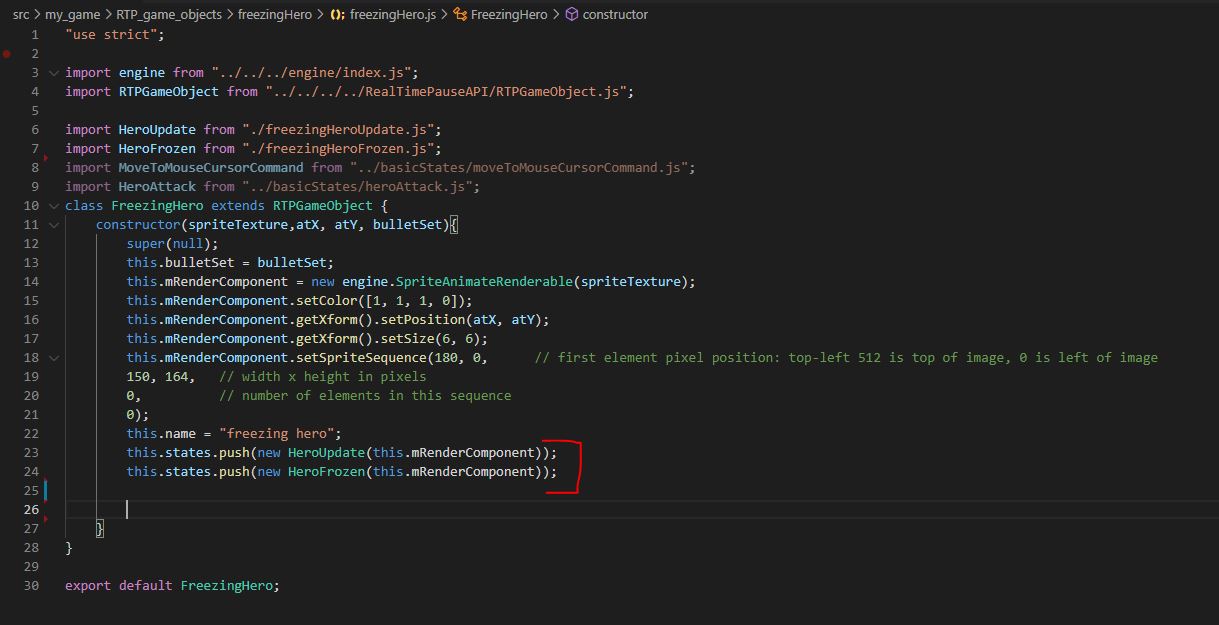 src > my_game > RTP_game_objects > freezingHero > freezingHero.js > FreezingHero > constructor
1 "use strict";
2
3 import engine from "../../../engine/index.js";
4 import RTPGameObject from "../../../../RealTimePauseAPI/RTPGameObject.js";
5
6 import HeroUpdate from "./freezingHeroUpdate.js";
7 import HeroFrozen from "./freezingHeroFrozen.js";
8 import MoveToMouseCursorCommand from "../basicStates/moveToMouseCursorCommand.js";
9 import HeroAttack from "../basicStates/heroAttack.js";
10 class FreezingHero extends RTPGameObject {
11 constructor(spriteTexture,atX, atY, bulletSet){
12 super(null);
13 this.bulletSet = bulletSet;
14 this.mRenderComponent = new engine.SpriteAnimateRenderable(spriteTexture);
15 this.mRenderComponent.setColor([1, 1, 1, 0]);
16 this.mRenderComponent.getXform().setPosition(atX, atY);
17 this.mRenderComponent.getXform().setSize(6, 6);
18 this.mRenderComponent.setSpriteSequence(180, 0, // first element pixel position: top-left 512 is top of image, 0 is left of image
19 150, 164, // width x height in pixels
20 0, // number of elements in this sequence
21 0);
22 this.name = "freezing hero";
23 this.states.push(new HeroUpdate(this.mRenderComponent));
24 this.states.push(new HeroFrozen(this.mRenderComponent));
25
26
27 }
28 }
29
30 export default FreezingHero;